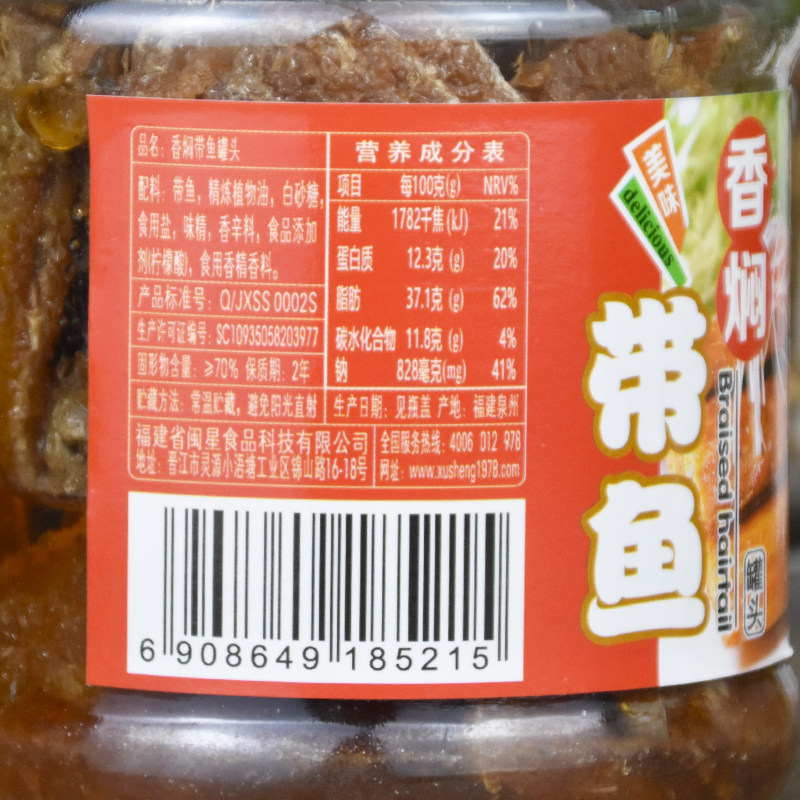 品名：香焖带鱼罐头
配料：带鱼，精炼植物油，白砂糖，
食用盐，味精，香辛料，食品添加
剂(柠檬酸)，食用香精香料。
产品标准号：Q/JXSS 0002S
生产许可证编号：SC10935058203977
固形物含量：≥70% 保质期：2年
贮藏方法：常温贮藏，避免阳光直射
营养成分表
项目 每100克(g) NRV%
能量 1782千焦(kJ) 21%
蛋白质 12.3克(g) 20%
脂肪 37.1克(g) 62%
碳水化合物 11.8克(g) 4%
钠 828毫克(mg) 41%
生产日期：见瓶盖 产地：福建泉州
福建省闽星食品科技有限公司
地址：晋江市灵源小浯塘工业区锦山路16-18号
全国服务热线：4006 012 978
网址：www.xusheng1978.com
6 908649 185215
美味
delicious
香焖
带鱼
Braised hairtail
罐头